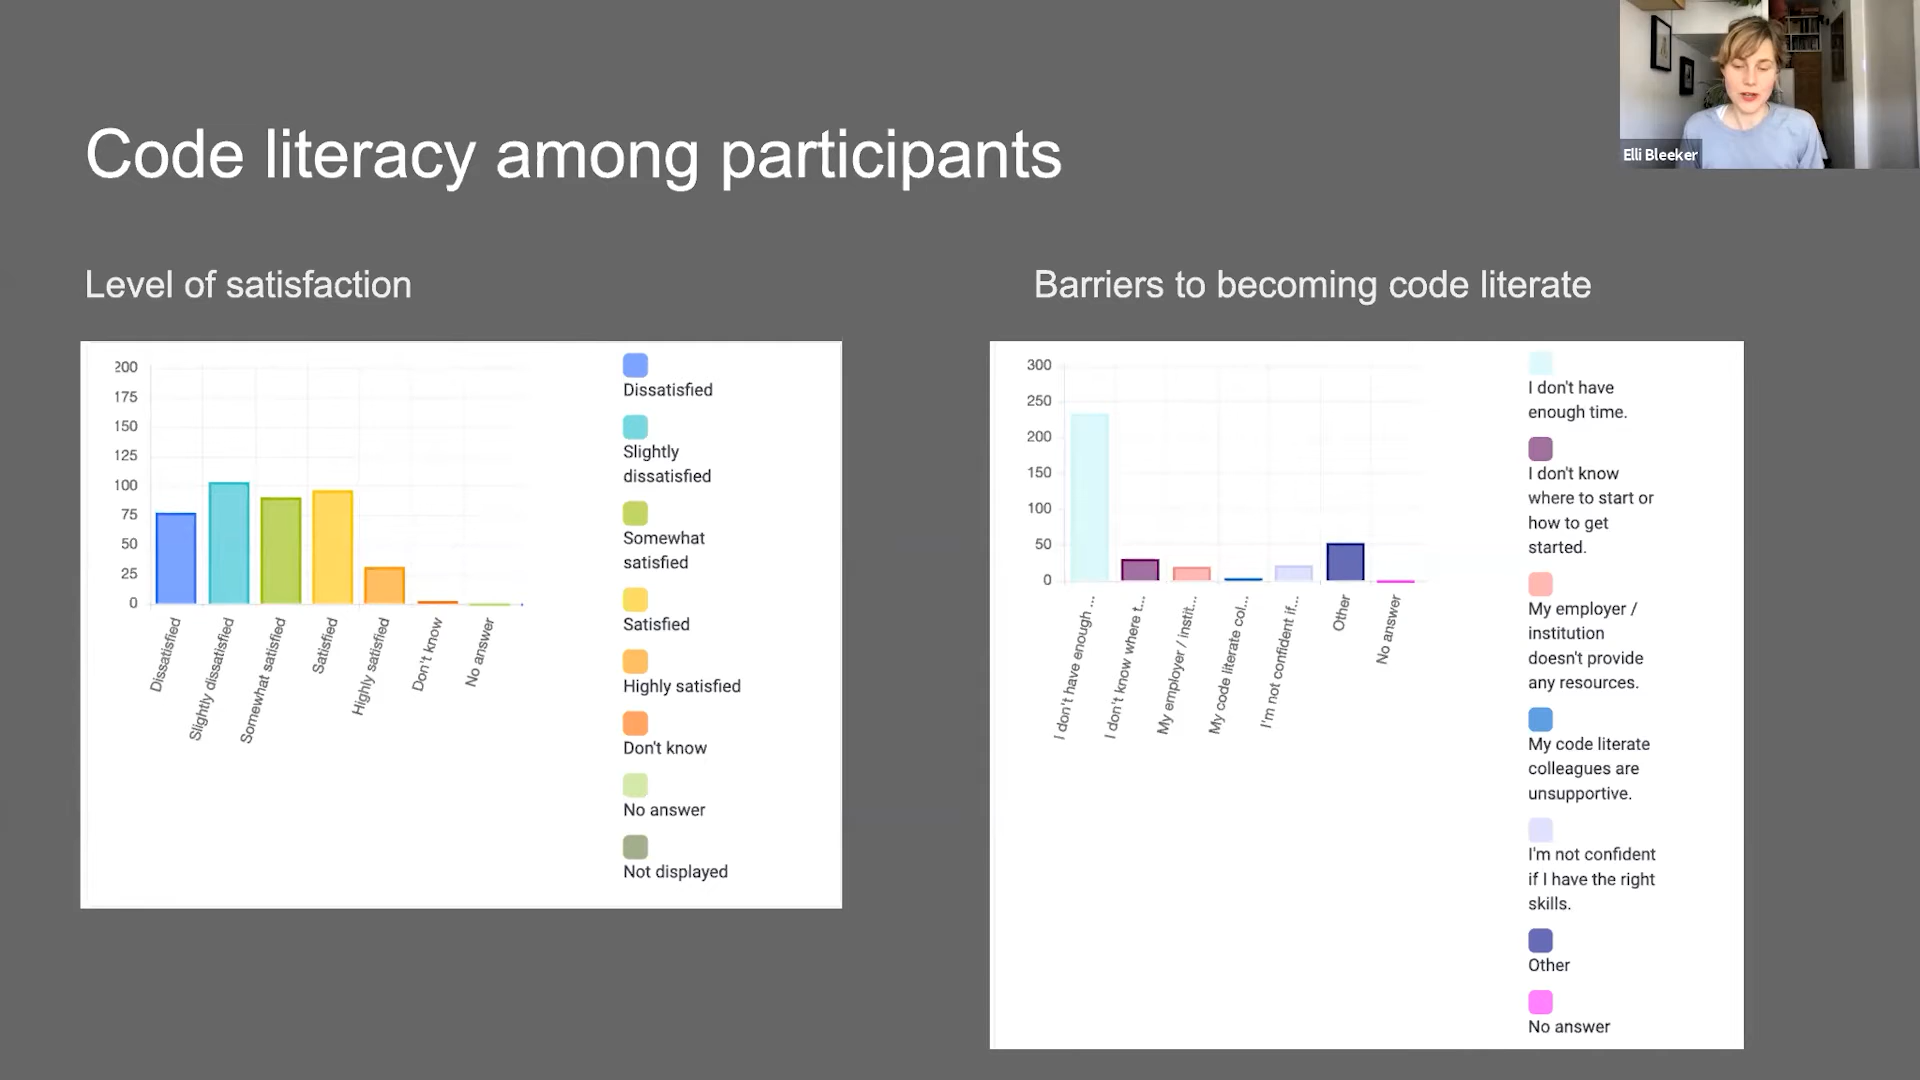 Code literacy among participants
Elli Bleeker
Level of satisfaction
200
175
150
125
100
75
50
25
0
Dissatisfied
Slightly dissatisfied
Somewhat satisfied
Satisfied
Highly satisfied
Don't know
No answer
Dissatisfied
Slightly
dissatisfied
Somewhat
satisfied
Satisfied
Highly satisfied
Don't know
No answer
Not displayed
Barriers to becoming code literate
300
250
200
150
100
50
0
I don't have enough ...
I don't know where t...
My employer / instit...
My code literate col...
I'm not confident if...
Other
No answer
I don't have
enough time.
I don't know
where to start or
how to get
started.
My employer /
institution
doesn't provide
any resources.
My code literate
colleagues are
unsupportive.
I'm not confident
if I have the right
skills.
Other
No answer